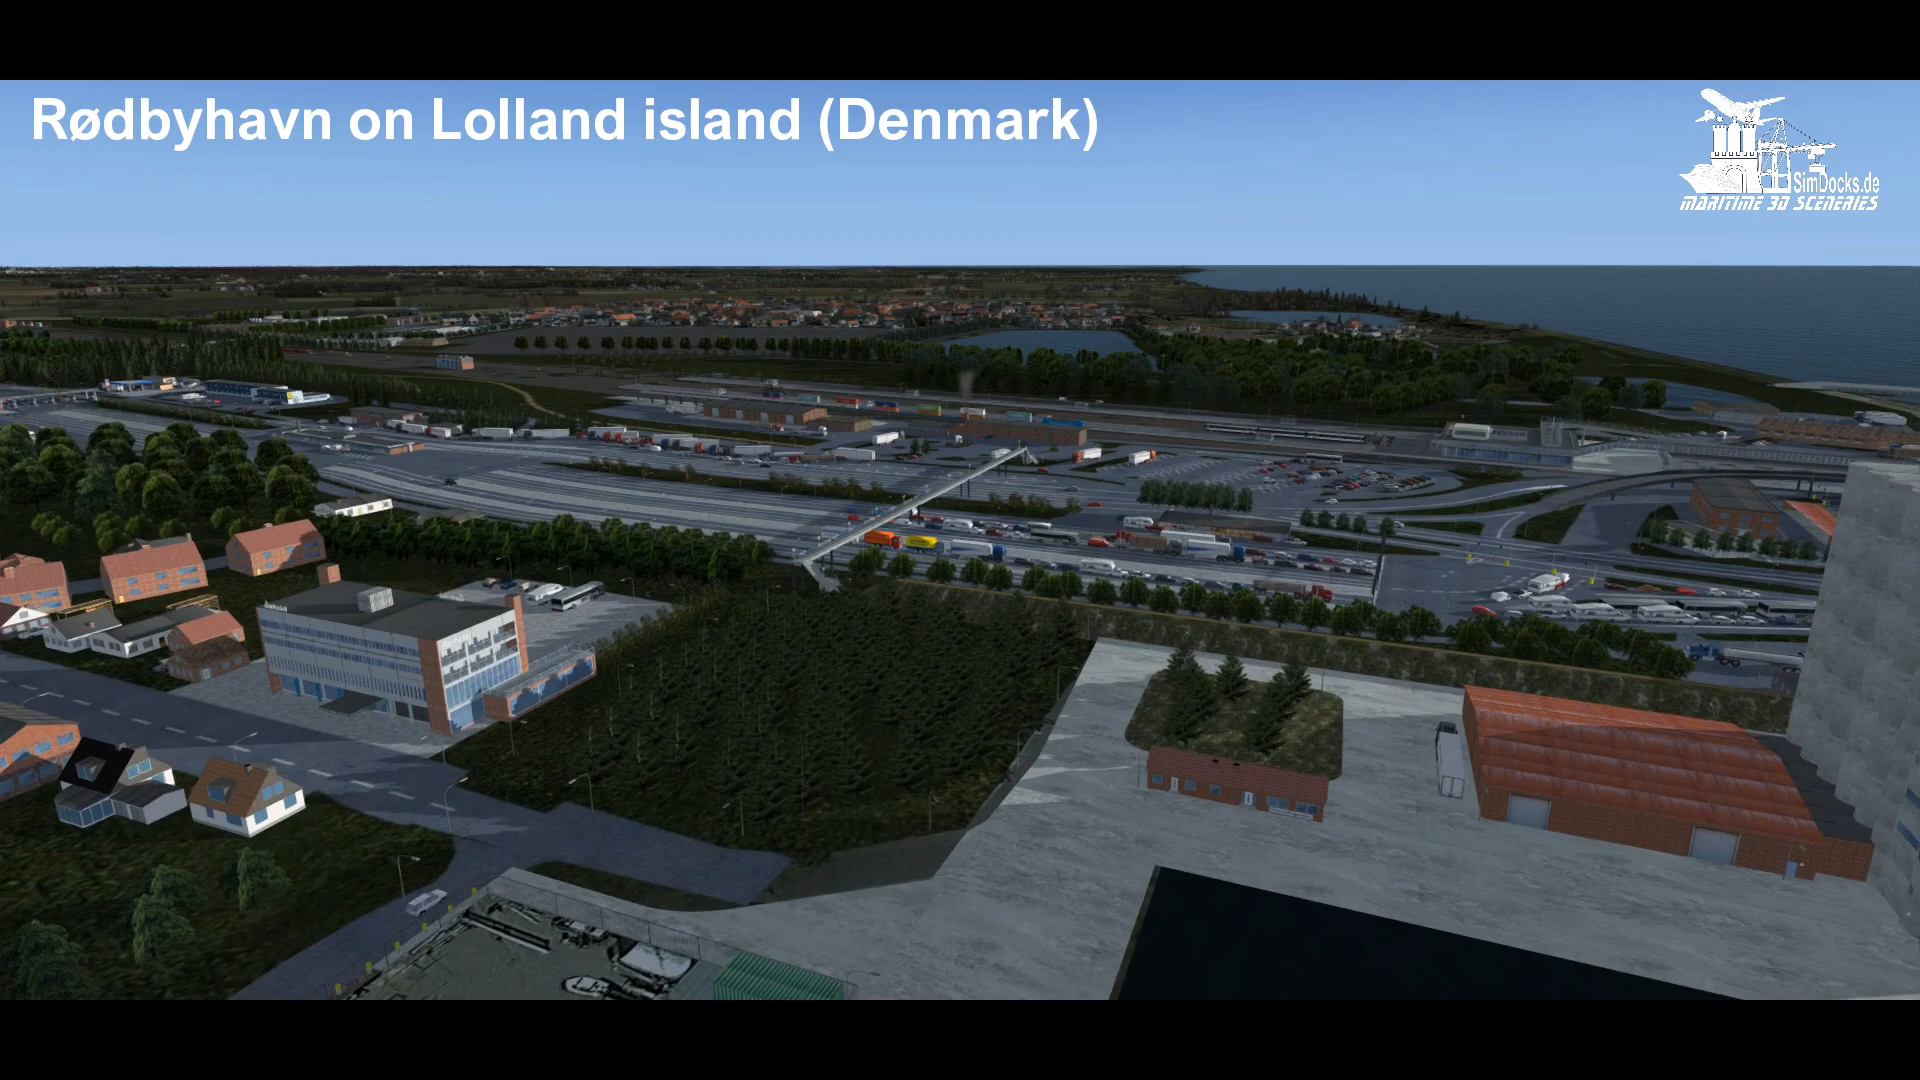 Rødbyhavn on Lolland island (Denmark)
SimDocks.de
MARITIME 3D SCENERIES